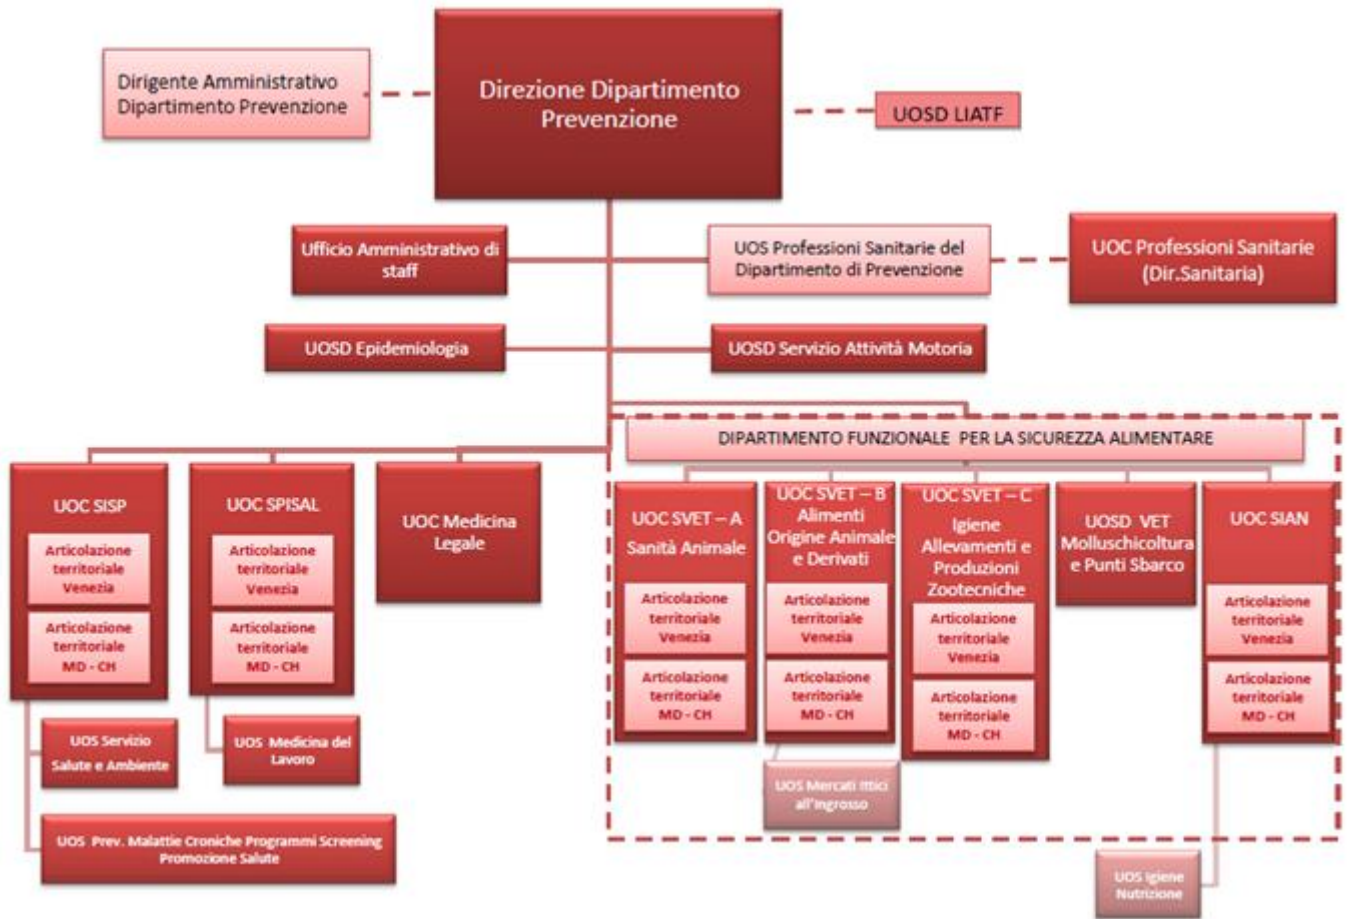 Dirigente Amministrativo
Dipartimento Prevenzione
Direzione Dipartimento
Prevenzione
UOSD LIATF
Ufficio Amministrativo di
staff
UOS Professioni Sanitarie del
Dipartimento di Prevenzione
UOC Professioni Sanitarie
(Dir.Sanitaria)
UOSD Epidemiologia
UOSD Servizio Attività Motoria
DIPARTIMENTO FUNZIONALE PER LA SICUREZZA ALIMENTARE
UOC SISP
Articolazione
territoriale
Venezia
Articolazione
territoriale
MD - CH
UOS Servizio
Salute e Ambiente
UOS Prev. Malattie Croniche Programmi Screening
Promozione Salute
UOC SPISAL
Articolazione
territoriale
Venezia
Articolazione
territoriale
MD - CH
UOS Medicina del
Lavoro
UOC Medicina
Legale
UOC SVET – A
Sanità Animale
Articolazione
territoriale
Venezia
Articolazione
territoriale
MD - CH
UOC SVET – B
Alimenti
Origine Animale
e Derivati
Articolazione
territoriale
Venezia
Articolazione
territoriale
MD - CH
UOS Mercati Ittici
all'Ingrosso
UOC SVET – C
Igiene
Allevamenti e
Produzioni
Zootecniche
Articolazione
territoriale
Venezia
Articolazione
territoriale
MD - CH
UOSD VET
Molluschicoltura
e Punti Sbarco
UOC SIAN
Articolazione
territoriale
Venezia
Articolazione
territoriale
MD - CH
UOS Igiene
Nutrizione